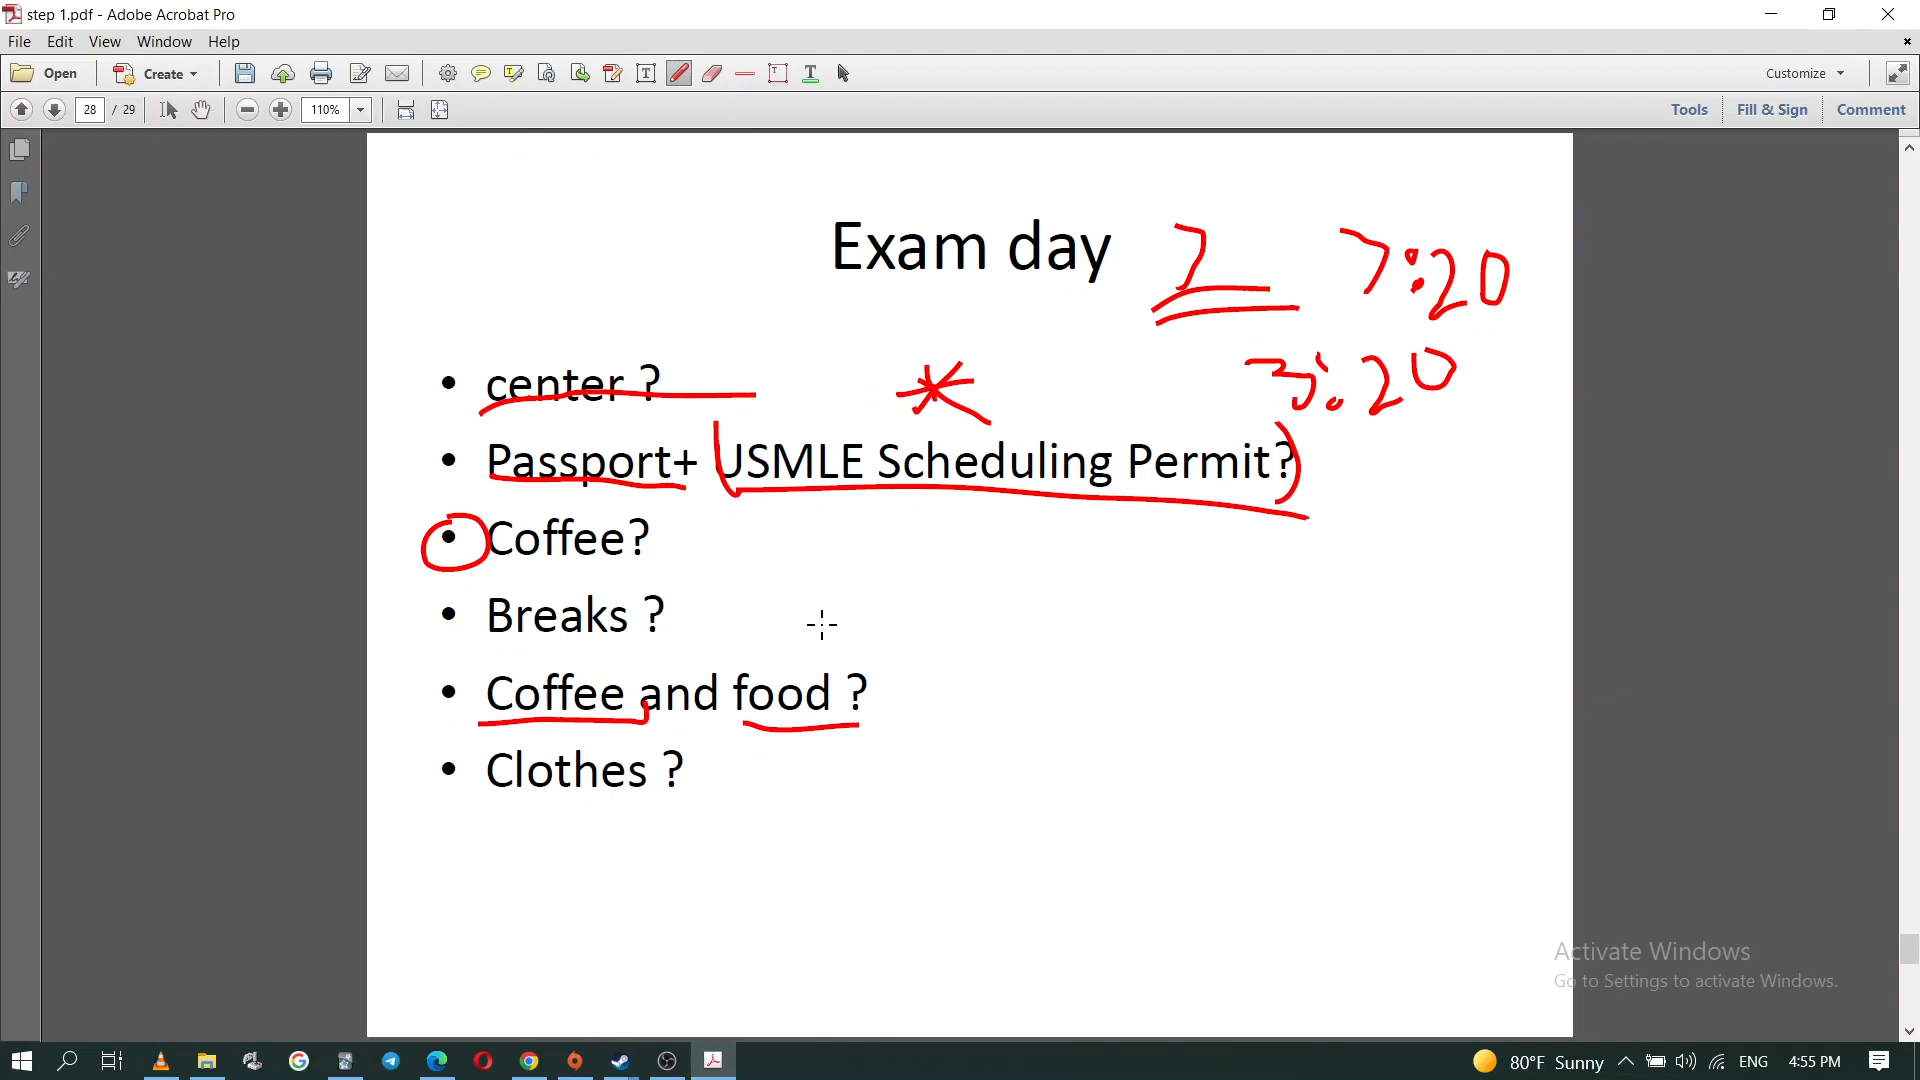 step 1.pdf - Adobe Acrobat Pro
File Edit View Window Help
Open Create Customize
28 / 29 110% Tools Fill & Sign Comment
Exam day 7 7:20
3:20
• center ?
• Passport+ USMLE Scheduling Permit?
• Coffee?
• Breaks ?
• Coffee and food ?
• Clothes ?
Activate Windows
Go to Settings to activate Windows.
80°F Sunny ENG 4:55 PM